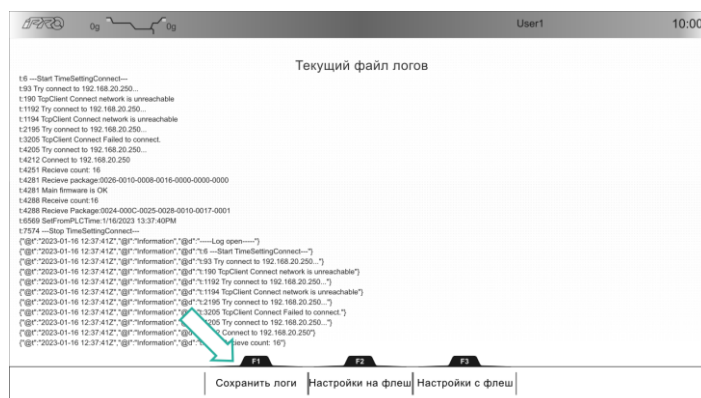 iPRO 0g 0g User1 10:00
Текущий файл логов
t:6 ---Start TimeSettingConnect---
t:93 Try connect to 192.168.20.250...
t:190 TcpClient Connect network is unreachable
t:1192 Try connect to 192.168.20.250...
t:1194 TcpClient Connect network is unreachable
t:2195 Try connect to 192.168.20.250...
t:3205 TcpClient Connect Failed to connect.
t:4205 Try connect to 192.168.20.250...
t:4212 Connect to 192.168.20.250
t:4251 Recieve count: 16
t:4281 Recieve package:0026-0010-0008-0016-0000-0000-0000
t:4281 Main firmware is OK
t:4288 Receive count:16
t:4288 Recieve Package:0024-000C-0025-0028-0010-0017-0001
t:6569 SetFromPLCTime:1/16/2023 13:37:40PM
t:7574 ---Stop TimeSettingConnect---
{"@t":"2023-01-16 12:37:41Z","@l":"Information","@d":"-----Log open-----"}
{"@t":"2023-01-16 12:37:41Z","@l":"Information","@d":"t:6 ---Start TimeSettingConnect---"}
{"@t":"2023-01-16 12:37:41Z","@l":"Information","@d":"t:93 Try connect to 192.168.20.250..."}
{"@t":"2023-01-16 12:37:41Z","@l":"Information","@d":"t:190 TcpClient Connect network is unreachable"}
{"@t":"2023-01-16 12:37:41Z","@l":"Information","@d":"t:1192 Try connect to 192.168.20.250..."}
{"@t":"2023-01-16 12:37:41Z","@l":"Information","@d":"t:1194 TcpClient Connect network is unreachable"}
{"@t":"2023-01-16 12:37:41Z","@l":"Information","@d":"t:2195 Try connect to 192.168.20.250..."}
{"@t":"2023-01-16 12:37:41Z","@l":"Information","@d":"t:3205 TcpClient Connect Failed to connect."}
{"@t":"2023-01-16 12:37:41Z","@l":"Information", 205 Try connect to 192.168.20.250..."}
{"@t":"2023-01-16 12:37:41Z","@l":"Information","@d" Connect to 192.168.20.250"}
{"@t":"2023-01-16 12:37:41Z","@l":"Information","@d":" count: 16"}
F1 F2 F3
Сохранить логи Настройки на флеш Настройки с флеш